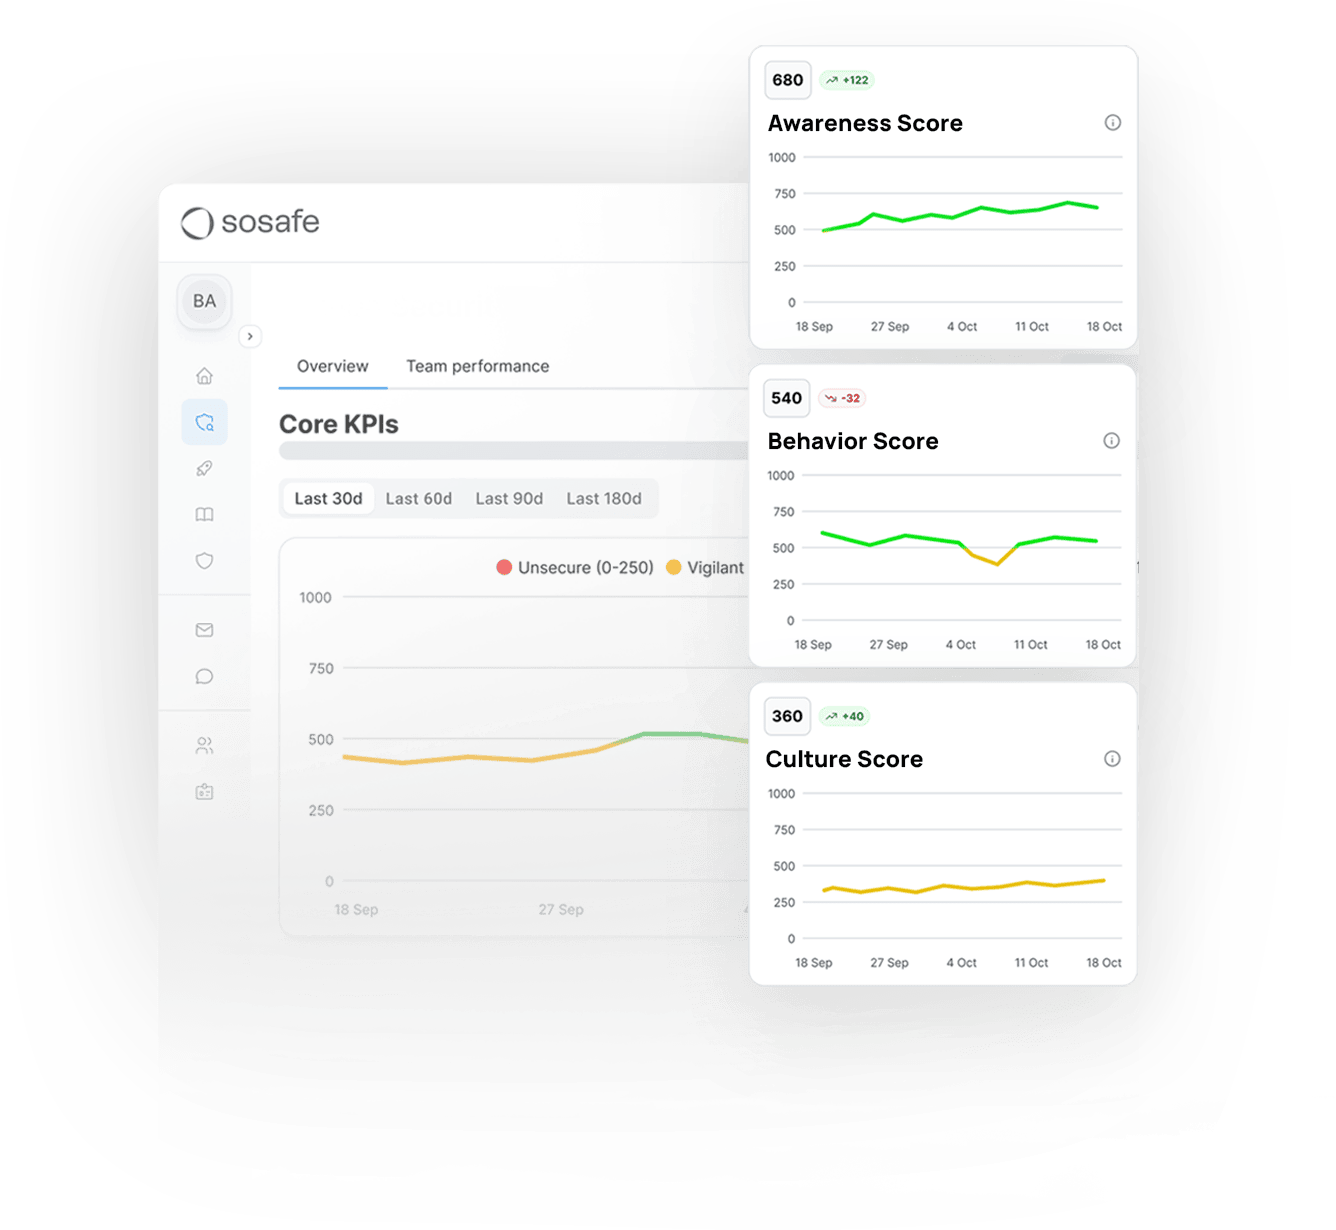 sosafe
BA
Overview
Team performance
Core KPIs
Last 30d
Last 60d
Last 90d
Last 180d
Unsecure (0-250)
Vigilant
1000
750
500
250
0
18 Sep
27 Sep
680
+122
Awareness Score
1000
750
500
250
0
18 Sep
27 Sep
4 Oct
11 Oct
18 Oct
540
-32
Behavior Score
1000
750
500
250
0
18 Sep
27 Sep
4 Oct
11 Oct
18 Oct
360
+40
Culture Score
1000
750
500
250
0
18 Sep
27 Sep
4 Oct
11 Oct
18 Oct